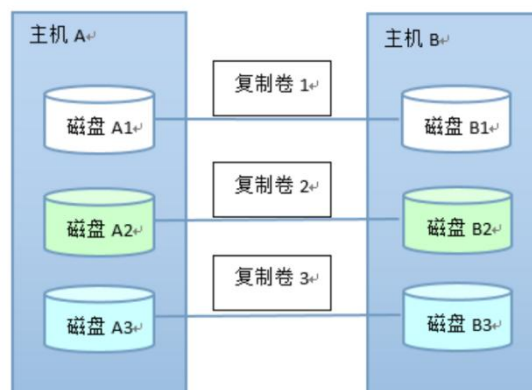 主机 A
主机 B
复制卷 1
磁盘 A1
磁盘 B1
复制卷 2
磁盘 A2
磁盘 B2
复制卷 3
磁盘 A3
磁盘 B3